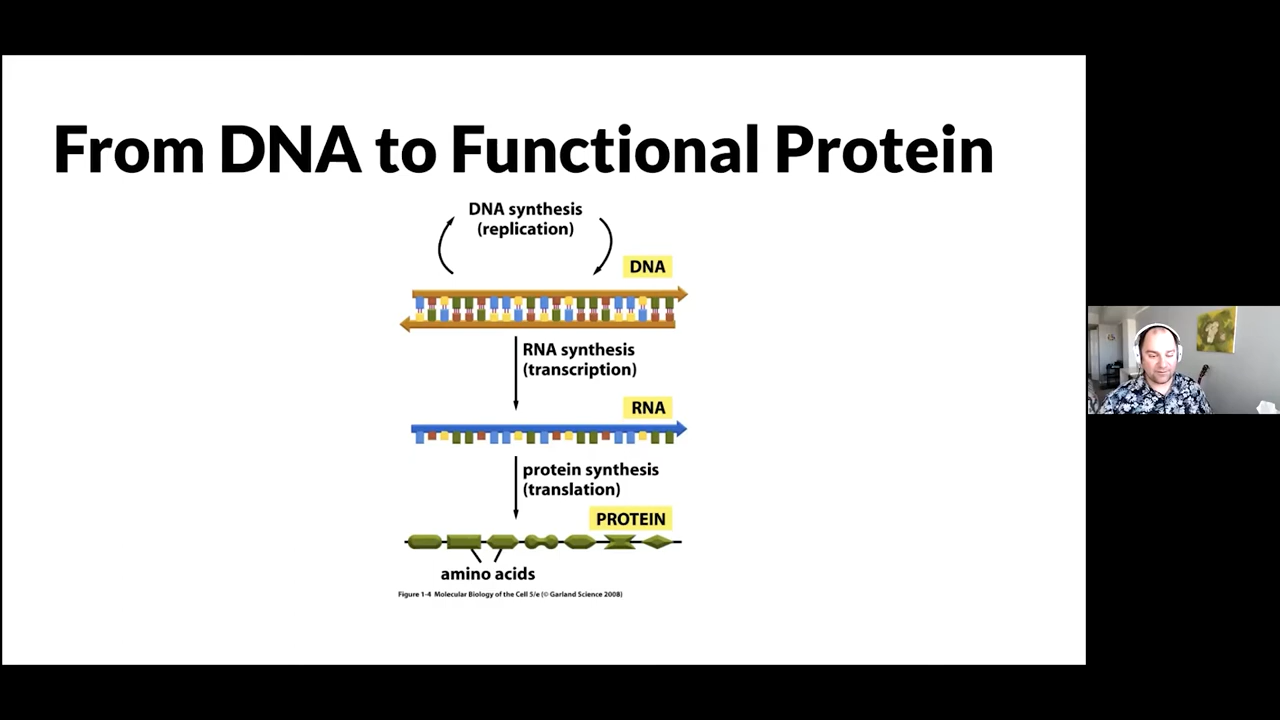 From DNA to Functional Protein
DNA synthesis
(replication)
DNA
RNA synthesis
(transcription)
RNA
protein synthesis
(translation)
PROTEIN
amino acids
Figure 1-4 Molecular Biology of the Cell 5/e (© Garland Science 2008)